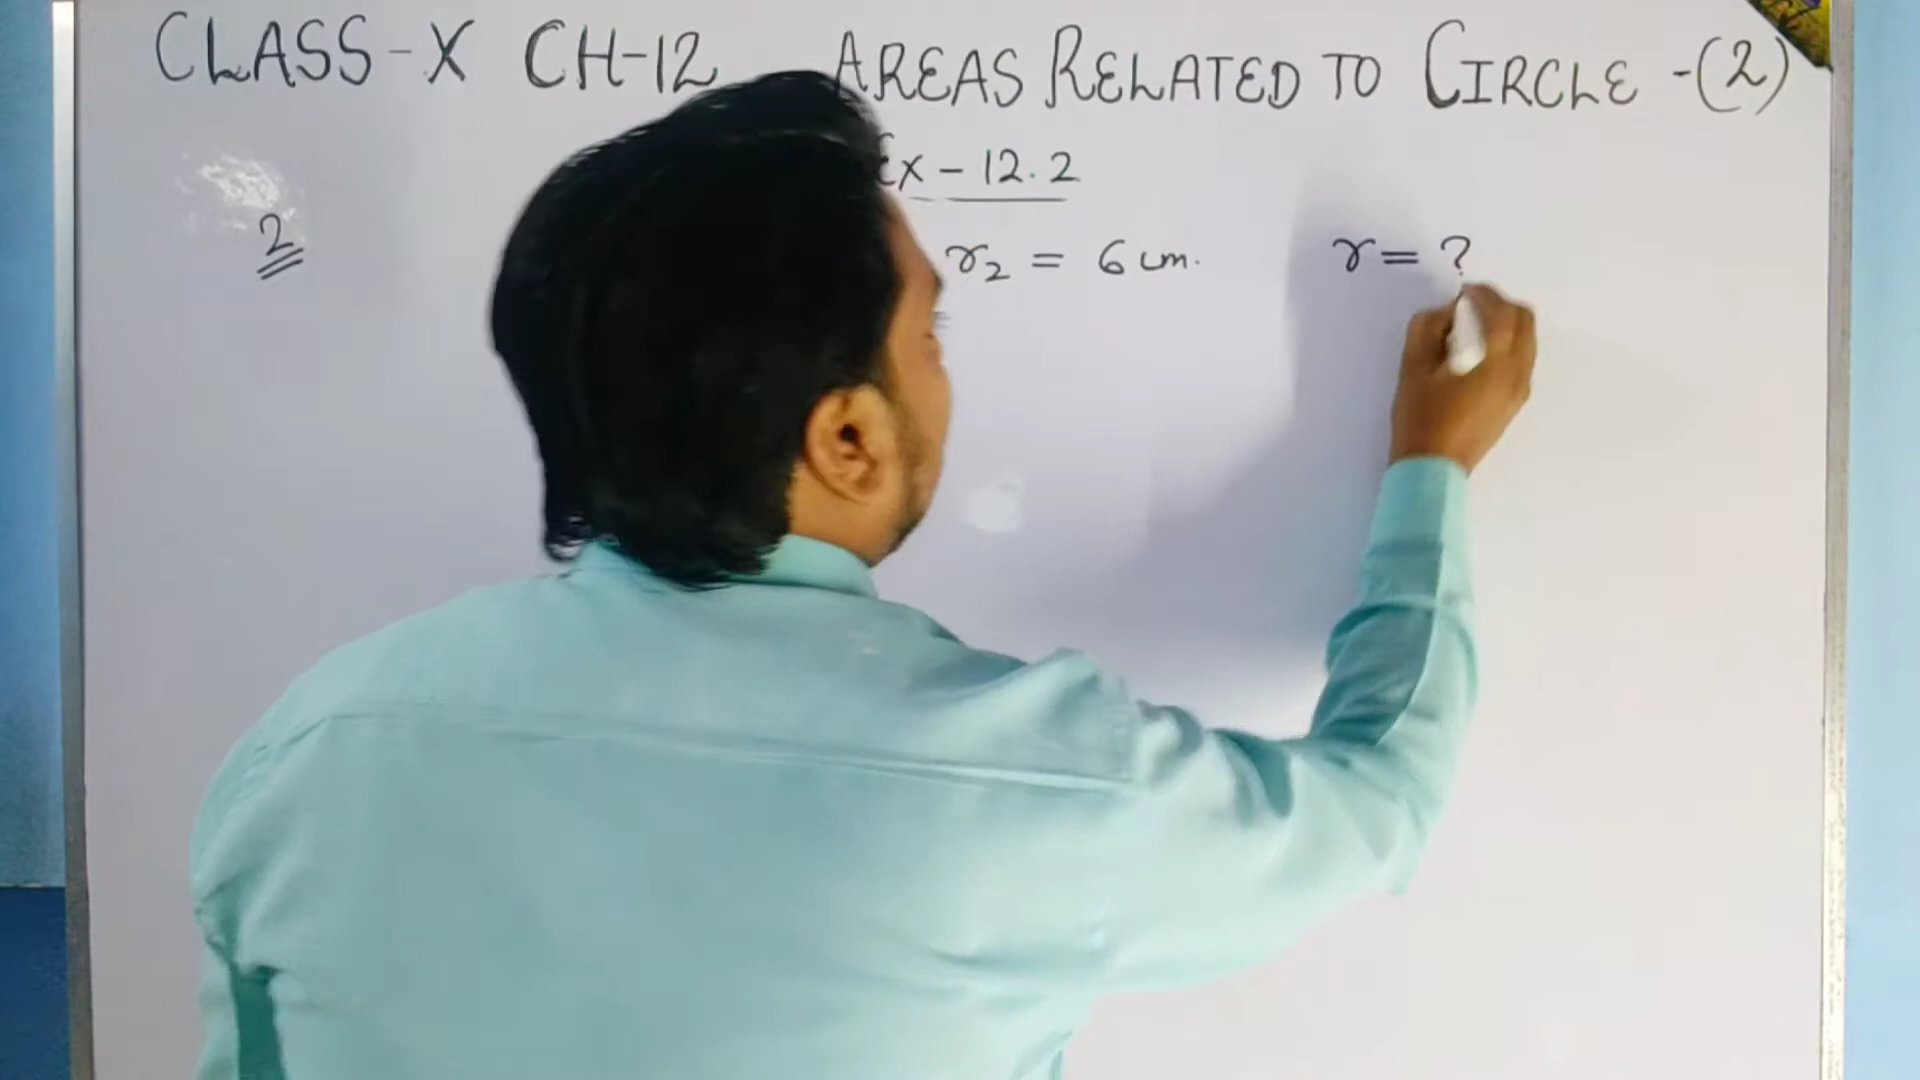 CLASS-X CH-12 AREAS RELATED TO CIRCLE -(2)
Ex - 12.2
2 r₂ = 6 cm. r = ?